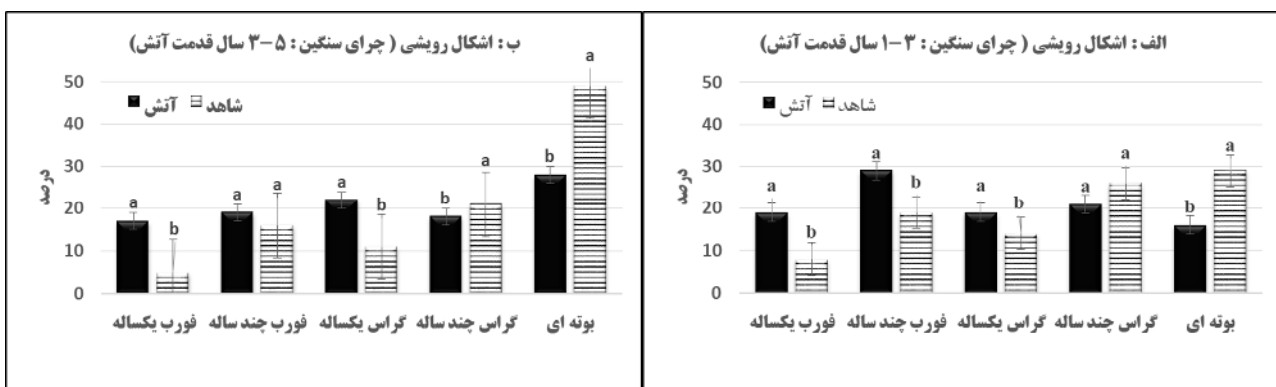 الف : اشکال رویشی ( چرای سنگین : ۳-۱ سال قدمت آتش)
آتش شاهد
درصد
50
40
30
20
10
0
a b a b a b b a b a
فورب یکساله فورب چند ساله گراس یکساله گراس چند ساله بوته ای
ب : اشکال رویشی ( چرای سنگین : ۵-۳ سال قدمت آتش)
آتش شاهد
درصد
50
40
30
20
10
0
a b a a a b b a b a
فورب یکساله فورب چند ساله گراس یکساله گراس چند ساله بوته ای